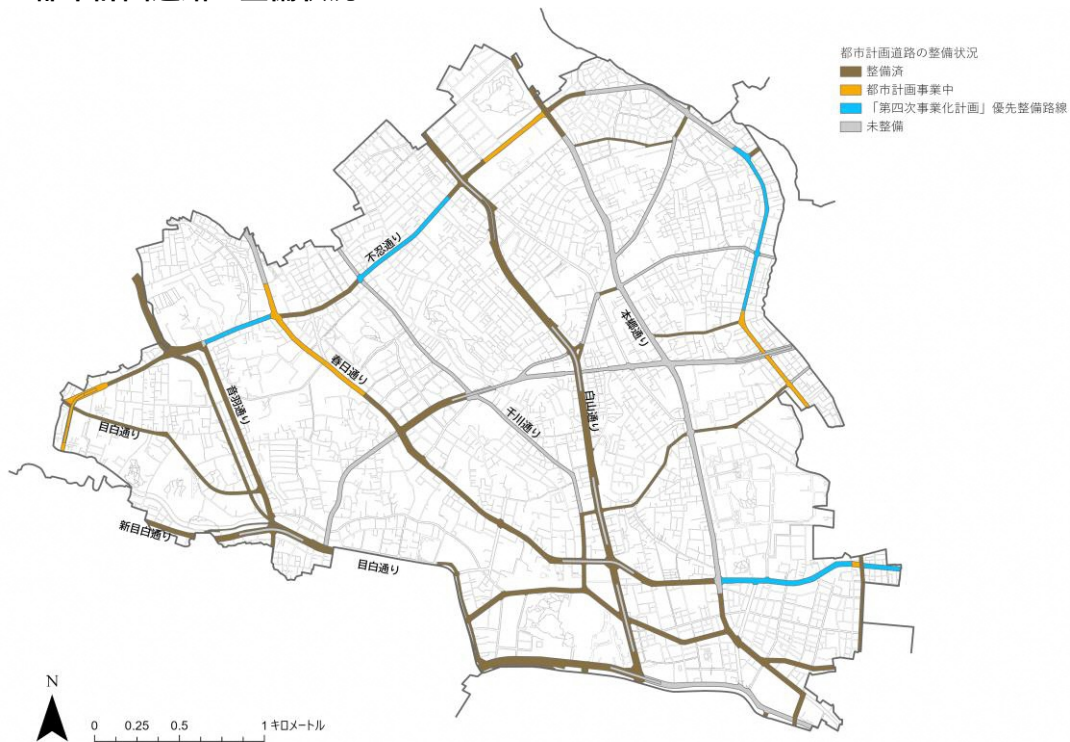 都市計画道路の整備状況
整備済
都市計画事業中
「第四次事業化計画」優先整備路線
未整備
不忍通り
本郷通り
春日通り
音羽通り
白山通り
千川通り
目白通り
新目白通り
目白通り
N
0 0.25 0.5 1 キロメートル